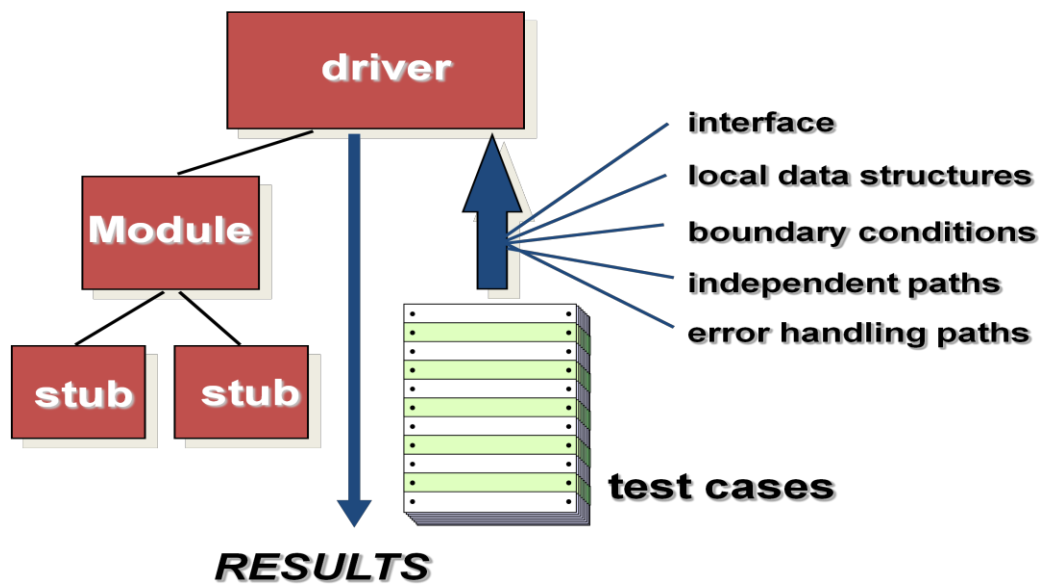 driver
interface
local data structures
Module
boundary conditions
independent paths
error handling paths
stub
stub
test cases
RESULTS